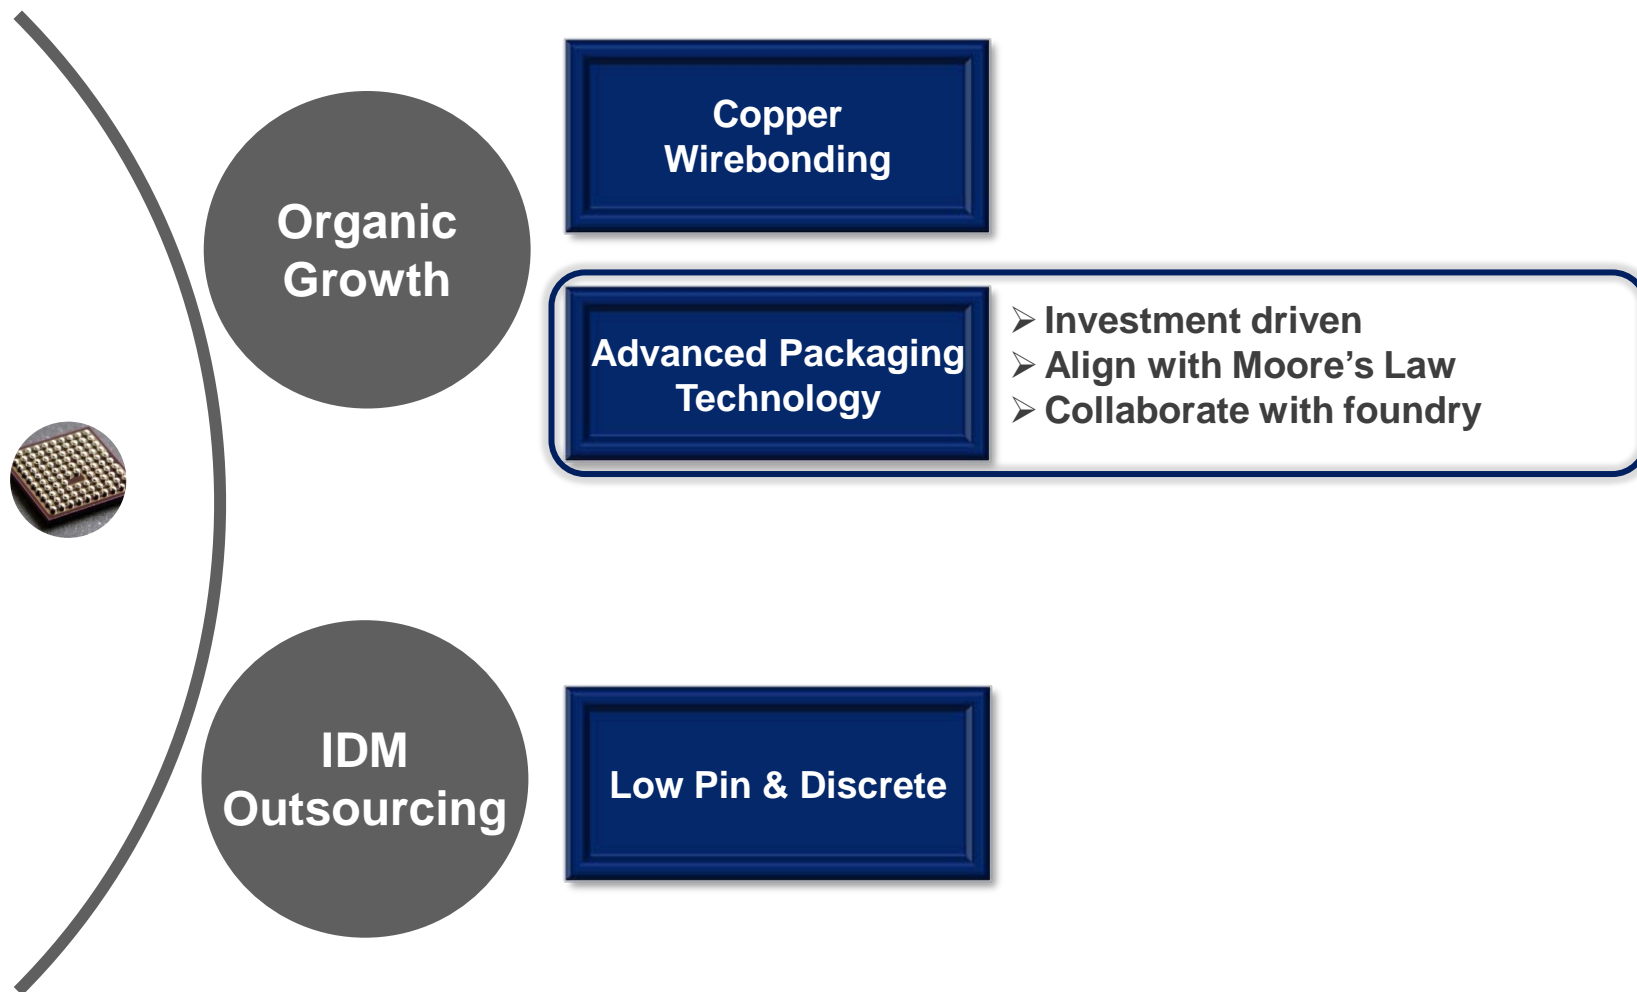 Copper
Wirebonding
Organic
Growth
Advanced Packaging
Technology
➢ Investment driven
➢ Align with Moore’s Law
➢ Collaborate with foundry
IDM
Outsourcing
Low Pin & Discrete